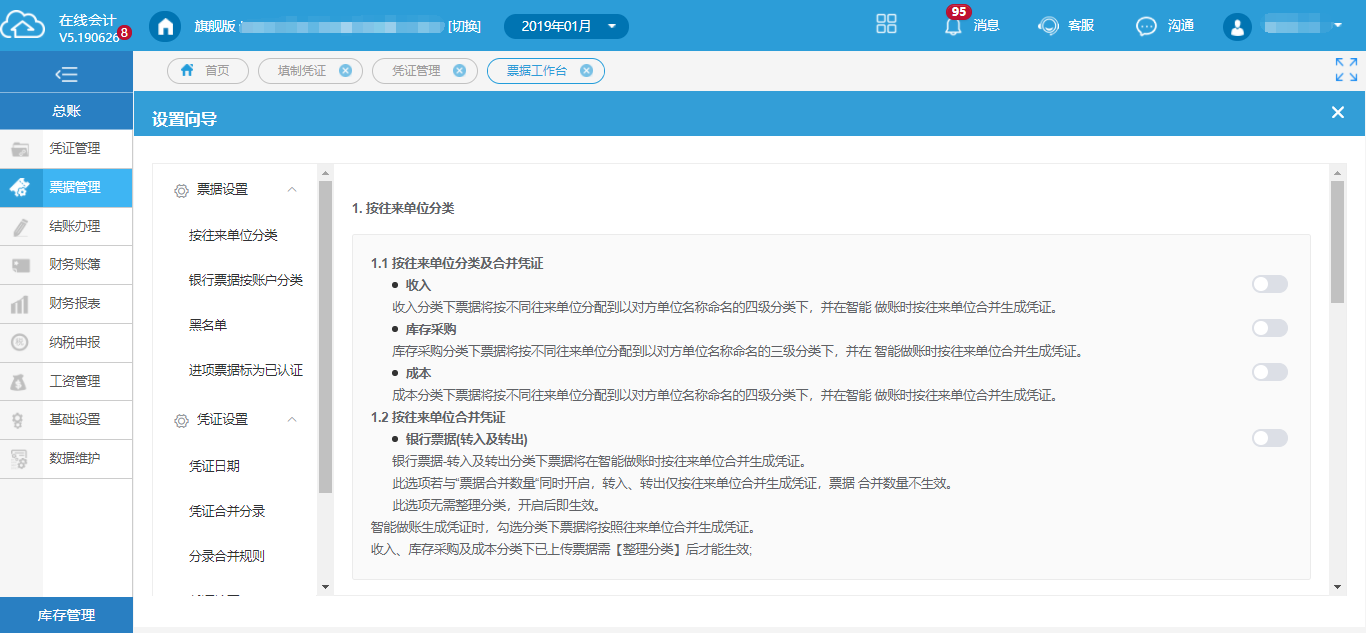 在线会计
V5.190626 8
旗舰版 [切换] 2019年01月 95 消息 客服 沟通
首页 填制凭证 凭证管理 票据工作台
总账
凭证管理
票据管理
结账办理
财务账簿
财务报表
纳税申报
工资管理
基础设置
数据维护
库存管理
设置向导
票据设置
按往来单位分类
银行票据按账户分类
黑名单
进项票据标为已认证
凭证设置
凭证日期
凭证合并分录
分录合并规则
1. 按往来单位分类
1.1 按往来单位分类及合并凭证
● 收入
收入分类下票据将按不同往来单位分配到以对方单位名称命名的四级分类下，并在智能 做账时按往来单位合并生成凭证。
● 库存采购
库存采购分类下票据将按不同往来单位分配到以对方单位名称命名的三级分类下，并在 智能做账时按往来单位合并生成凭证。
● 成本
成本分类下票据将按不同往来单位分配到以对方单位名称命名的四级分类下，并在智能 做账时按往来单位合并生成凭证。
1.2 按往来单位合并凭证
● 银行票据(转入及转出)
银行票据-转入及转出分类下票据将在智能做账时按往来单位合并生成凭证。
此选项若与"票据合并数量"同时开启，转入、转出仅按往来单位合并生成凭证，票据 合并数量不生效。
此选项无需整理分类，开启后即生效。
智能做账生成凭证时，勾选分类下票据将按照往来单位合并生成凭证。
收入、库存采购及成本分类下已上传票据需【整理分类】后才能生效;